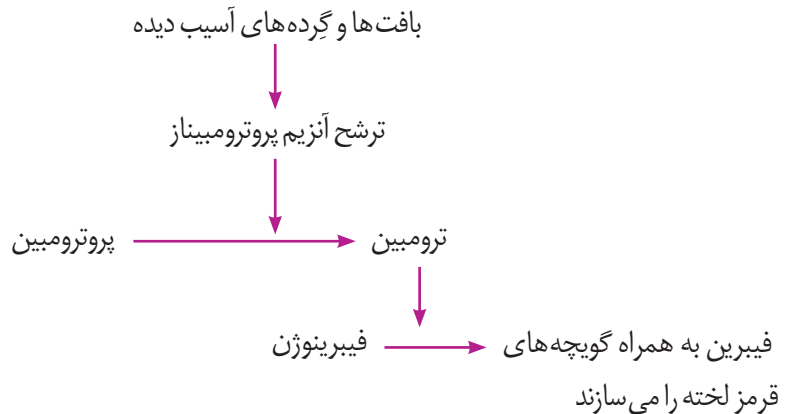 بافت‌ها و گِرده‌های آسیب دیده
ترشح آنزیم پروترومبیناز
پروترومبین
ترومبین
فیبرینوژن
فیبرین به همراه گویچه‌های
قرمز لخته را می‌سازند